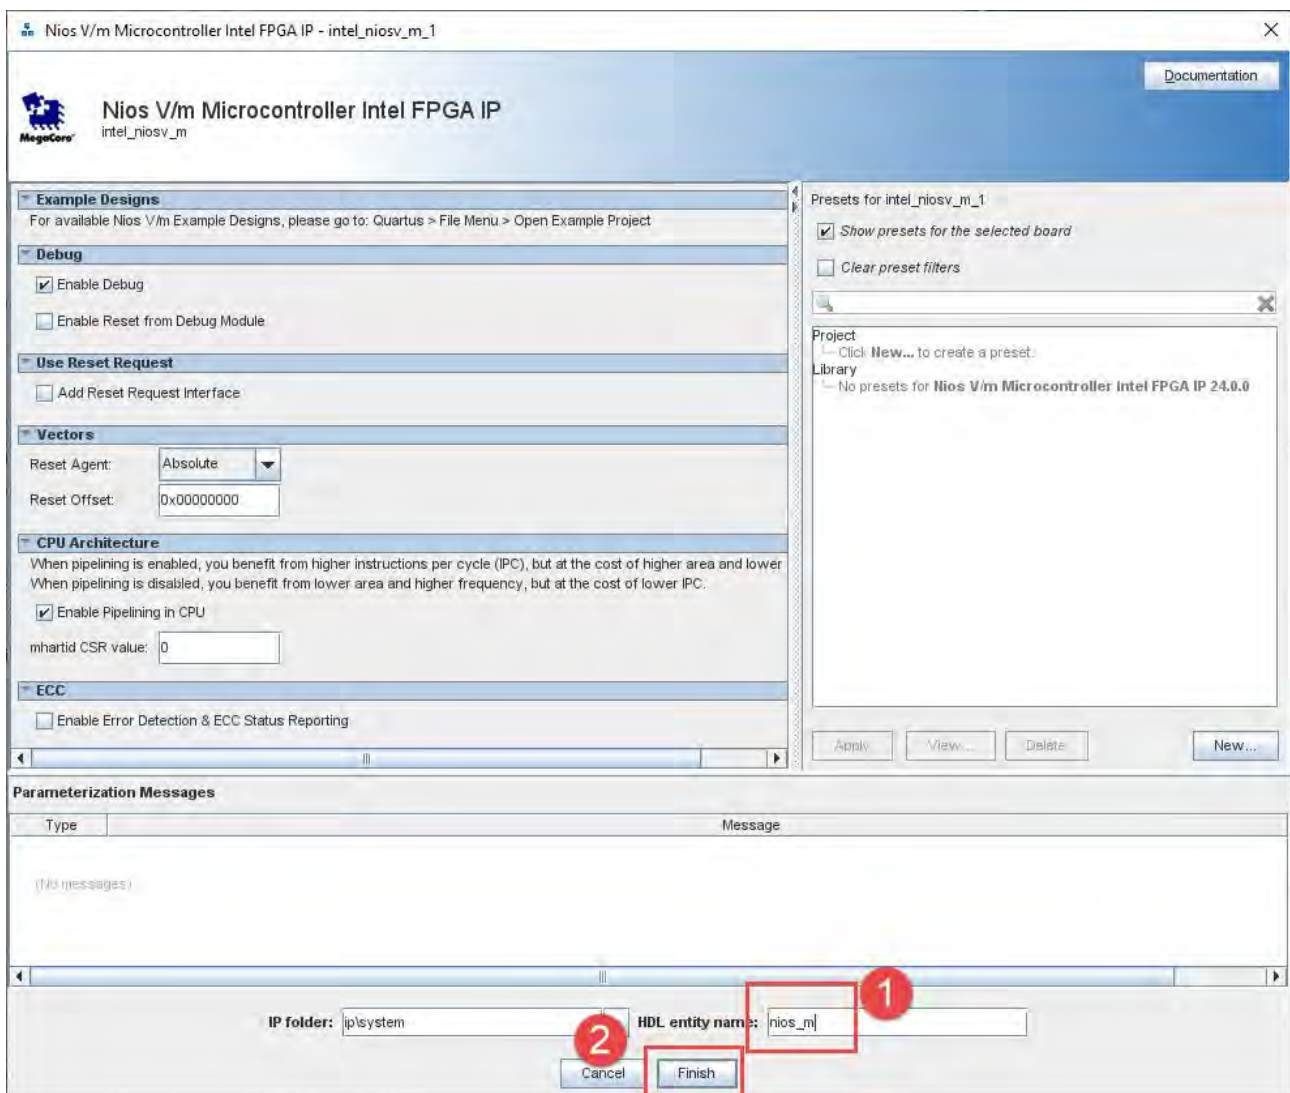 Nios V/m Microcontroller Intel FPGA IP - intel_niosv_m_1
Documentation
Nios V/m Microcontroller Intel FPGA IP
intel_niosv_m
MegaCore
Example Designs
For available Nios V/m Example Designs, please go to: Quartus > File Menu > Open Example Project
Debug
Enable Debug
Enable Reset from Debug Module
Use Reset Request
Add Reset Request Interface
Vectors
Reset Agent: Absolute
Reset Offset: 0x00000000
CPU Architecture
When pipelining is enabled, you benefit from higher instructions per cycle (IPC), but at the cost of higher area and lower
When pipelining is disabled, you benefit from lower area and higher frequency, but at the cost of lower IPC.
Enable Pipelining in CPU
mhartid CSR value: 0
ECC
Enable Error Detection & ECC Status Reporting
Presets for intel_niosv_m_1
Show presets for the selected board
Clear preset filters
Project
Click New... to create a preset.
Library
No presets for Nios V/m Microcontroller Intel FPGA IP 24.0.0
Apply View... Delete New...
Parameterization Messages
Type Message
(No messages)
IP folder: ip\system HDL entity name: nios_m
1
2
Cancel Finish